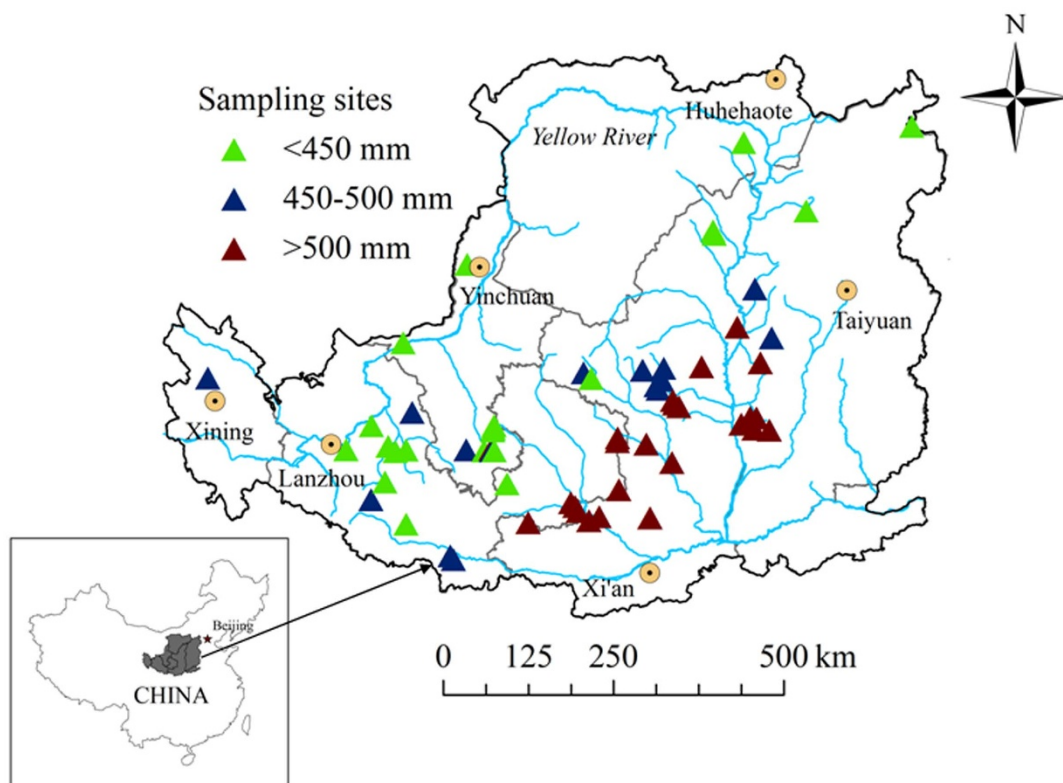 N
Sampling sites
<450 mm
450-500 mm
>500 mm
Huhehaote
Yellow River
Yinchuan
Taiyuan
Xining
Lanzhou
Xi'an
Beijing
CHINA
0 125 250 500 km